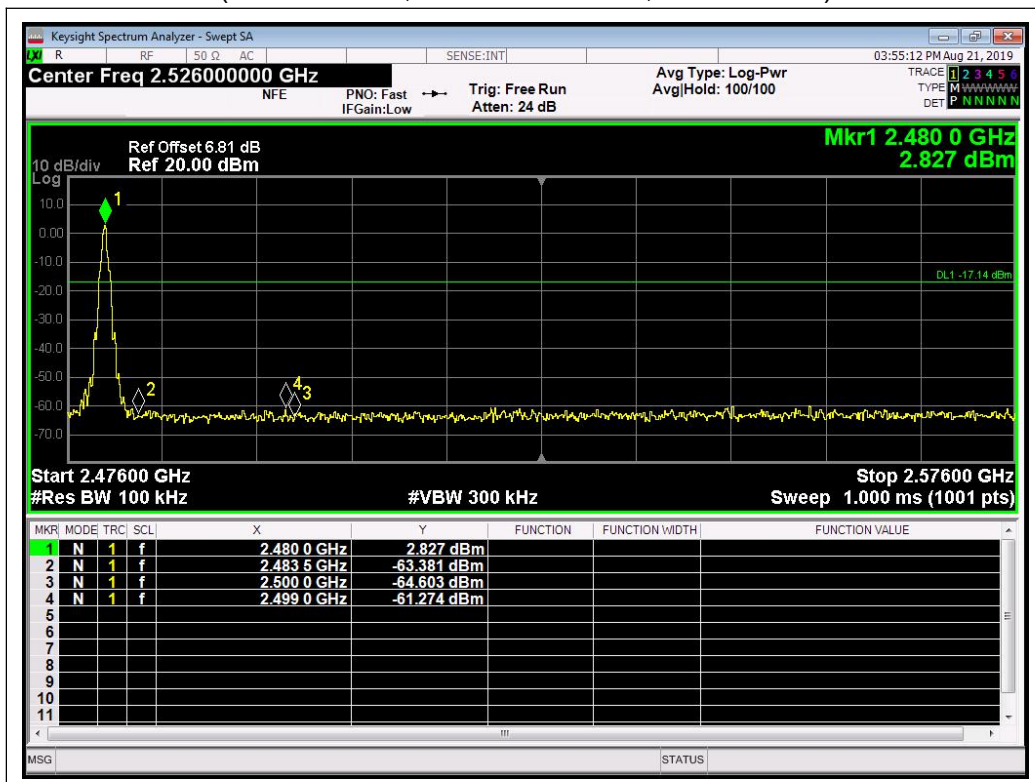 Keysight Spectrum Analyzer - Swept SA
LXI R RF 50 Ω AC SENSE:INT 03:55:12 PM Aug 21, 2019
Center Freq 2.526000000 GHz Avg Type: Log-Pwr TRACE 1 2 3 4 5 6
NFE PNO: Fast Trig: Free Run Avg|Hold: 100/100 TYPE M W W W W W
IFGain:Low Atten: 24 dB DET P N N N N N
Mkr1 2.480 0 GHz
2.827 dBm
Ref Offset 6.81 dB
10 dB/div Ref 20.00 dBm
Log
10.0
1
0.00
-10.0
DL1 -17.14 dBm
-20.0
-30.0
-40.0
-50.0
2 4 3
-60.0
-70.0
Start 2.47600 GHz Stop 2.57600 GHz
#Res BW 100 kHz #VBW 300 kHz Sweep 1.000 ms (1001 pts)
MKR MODE TRC SCL X Y FUNCTION FUNCTION WIDTH FUNCTION VALUE
1 N 1 f 2.480 0 GHz 2.827 dBm
2 N 1 f 2.483 5 GHz -63.381 dBm
3 N 1 f 2.500 0 GHz -64.603 dBm
4 N 1 f 2.499 0 GHz -61.274 dBm
5
6
7
8
9
10
11
MSG STATUS